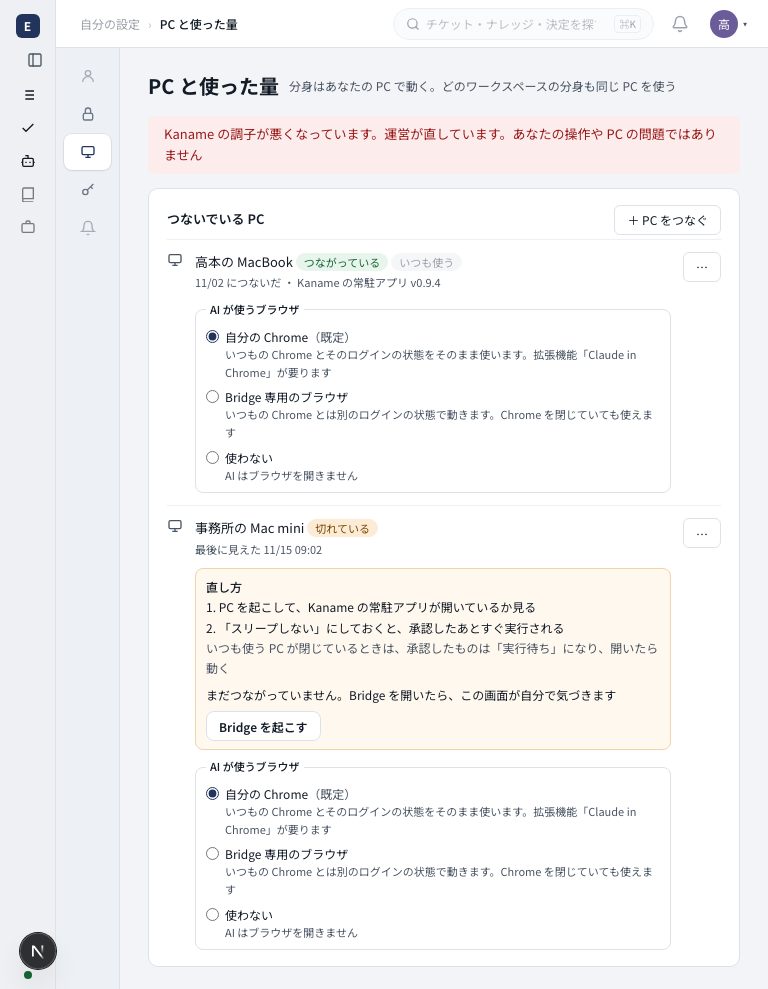 E
自分の設定 › PC と使った量
チケット・ナレッジ・決定を探 ⌘K
高
PC と使った量 分身はあなたの PC で動く。どのワークスペースの分身も同じ PC を使う
Kaname の調子が悪くなっています。運営が直しています。あなたの操作や PC の問題ではあり
ません
つないでいる PC
＋ PC をつなぐ
高本の MacBook つながっている いつも使う
…
11/02 につないだ ・ Kaname の常駐アプリ v0.9.4
AI が使うブラウザ
自分の Chrome（既定）
いつもの Chrome とそのログインの状態をそのまま使います。拡張機能「Claude in
Chrome」が要ります
Bridge 専用のブラウザ
いつもの Chrome とは別のログインの状態で動きます。Chrome を閉じていても使えま
す
使わない
AI はブラウザを開きません
事務所の Mac mini 切れている
…
最後に見えた 11/15 09:02
直し方
1. PC を起こして、Kaname の常駐アプリが開いているか見る
2. 「スリープしない」にしておくと、承認したあとすぐ実行される
いつも使う PC が閉じているときは、承認したものは「実行待ち」になり、開いたら
動く
まだつながっていません。Bridge を開いたら、この画面が自分で気づきます
Bridge を起こす
AI が使うブラウザ
自分の Chrome（既定）
いつもの Chrome とそのログインの状態をそのまま使います。拡張機能「Claude in
Chrome」が要ります
Bridge 専用のブラウザ
いつもの Chrome とは別のログインの状態で動きます。Chrome を閉じていても使えま
す
使わない
AI はブラウザを開きません
N